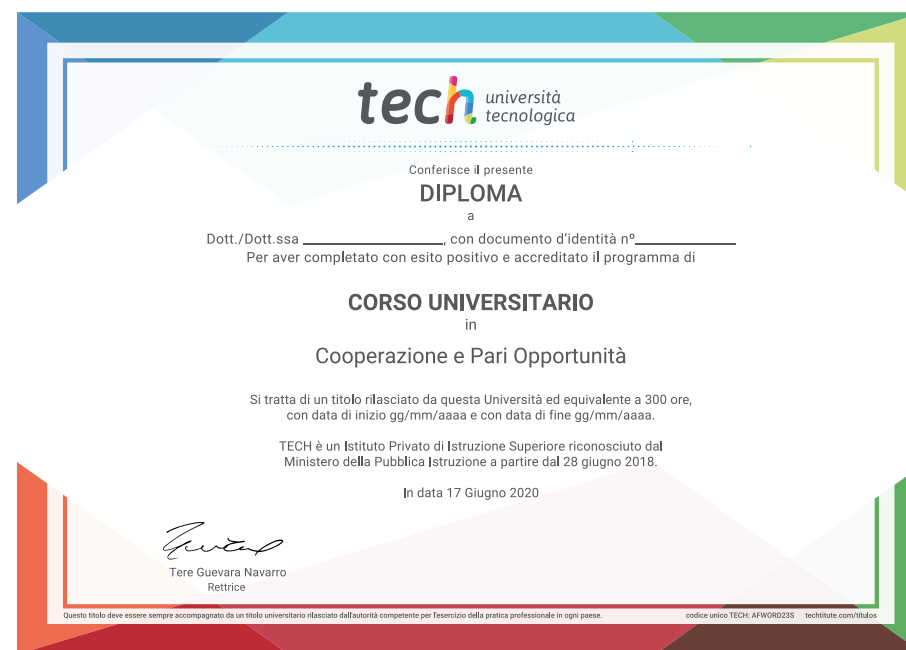 tech università
tecnologica
Conferisce il presente
DIPLOMA
a
Dott./Dott.ssa ____________________, con documento d'identità nº______________
Per aver completato con esito positivo e accreditato il programma di
CORSO UNIVERSITARIO
in
Cooperazione e Pari Opportunità
Si tratta di un titolo rilasciato da questa Università ed equivalente a 300 ore,
con data di inizio gg/mm/aaaa e con data di fine gg/mm/aaaa.
TECH è un Istituto Privato di Istruzione Superiore riconosciuto dal
Ministero della Pubblica Istruzione a partire dal 28 giugno 2018.
In data 17 Giugno 2020
Tere Guevara Navarro
Rettrice
Questo titolo deve essere sempre accompagnato da un titolo universitario rilasciato dall'autorità competente per l'esercizio della pratica professionale in ogni paese. codice unico TECH: AFWORD23S techtitute.com/titulos